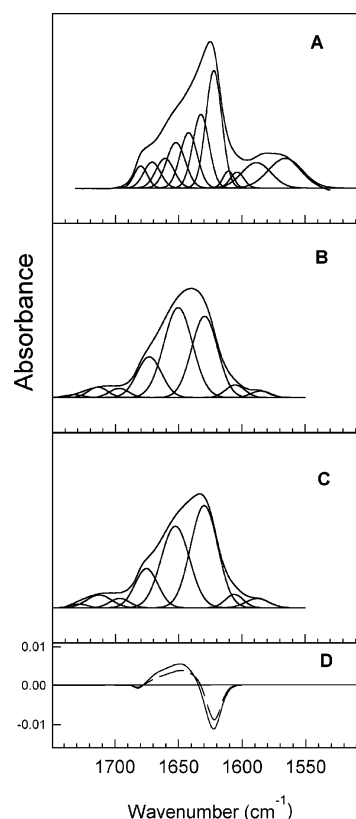 A
B
Absorbance
C
0.01
D
0.00
-0.01
1700 1650 1600 1550
Wavenumber (cm⁻¹)